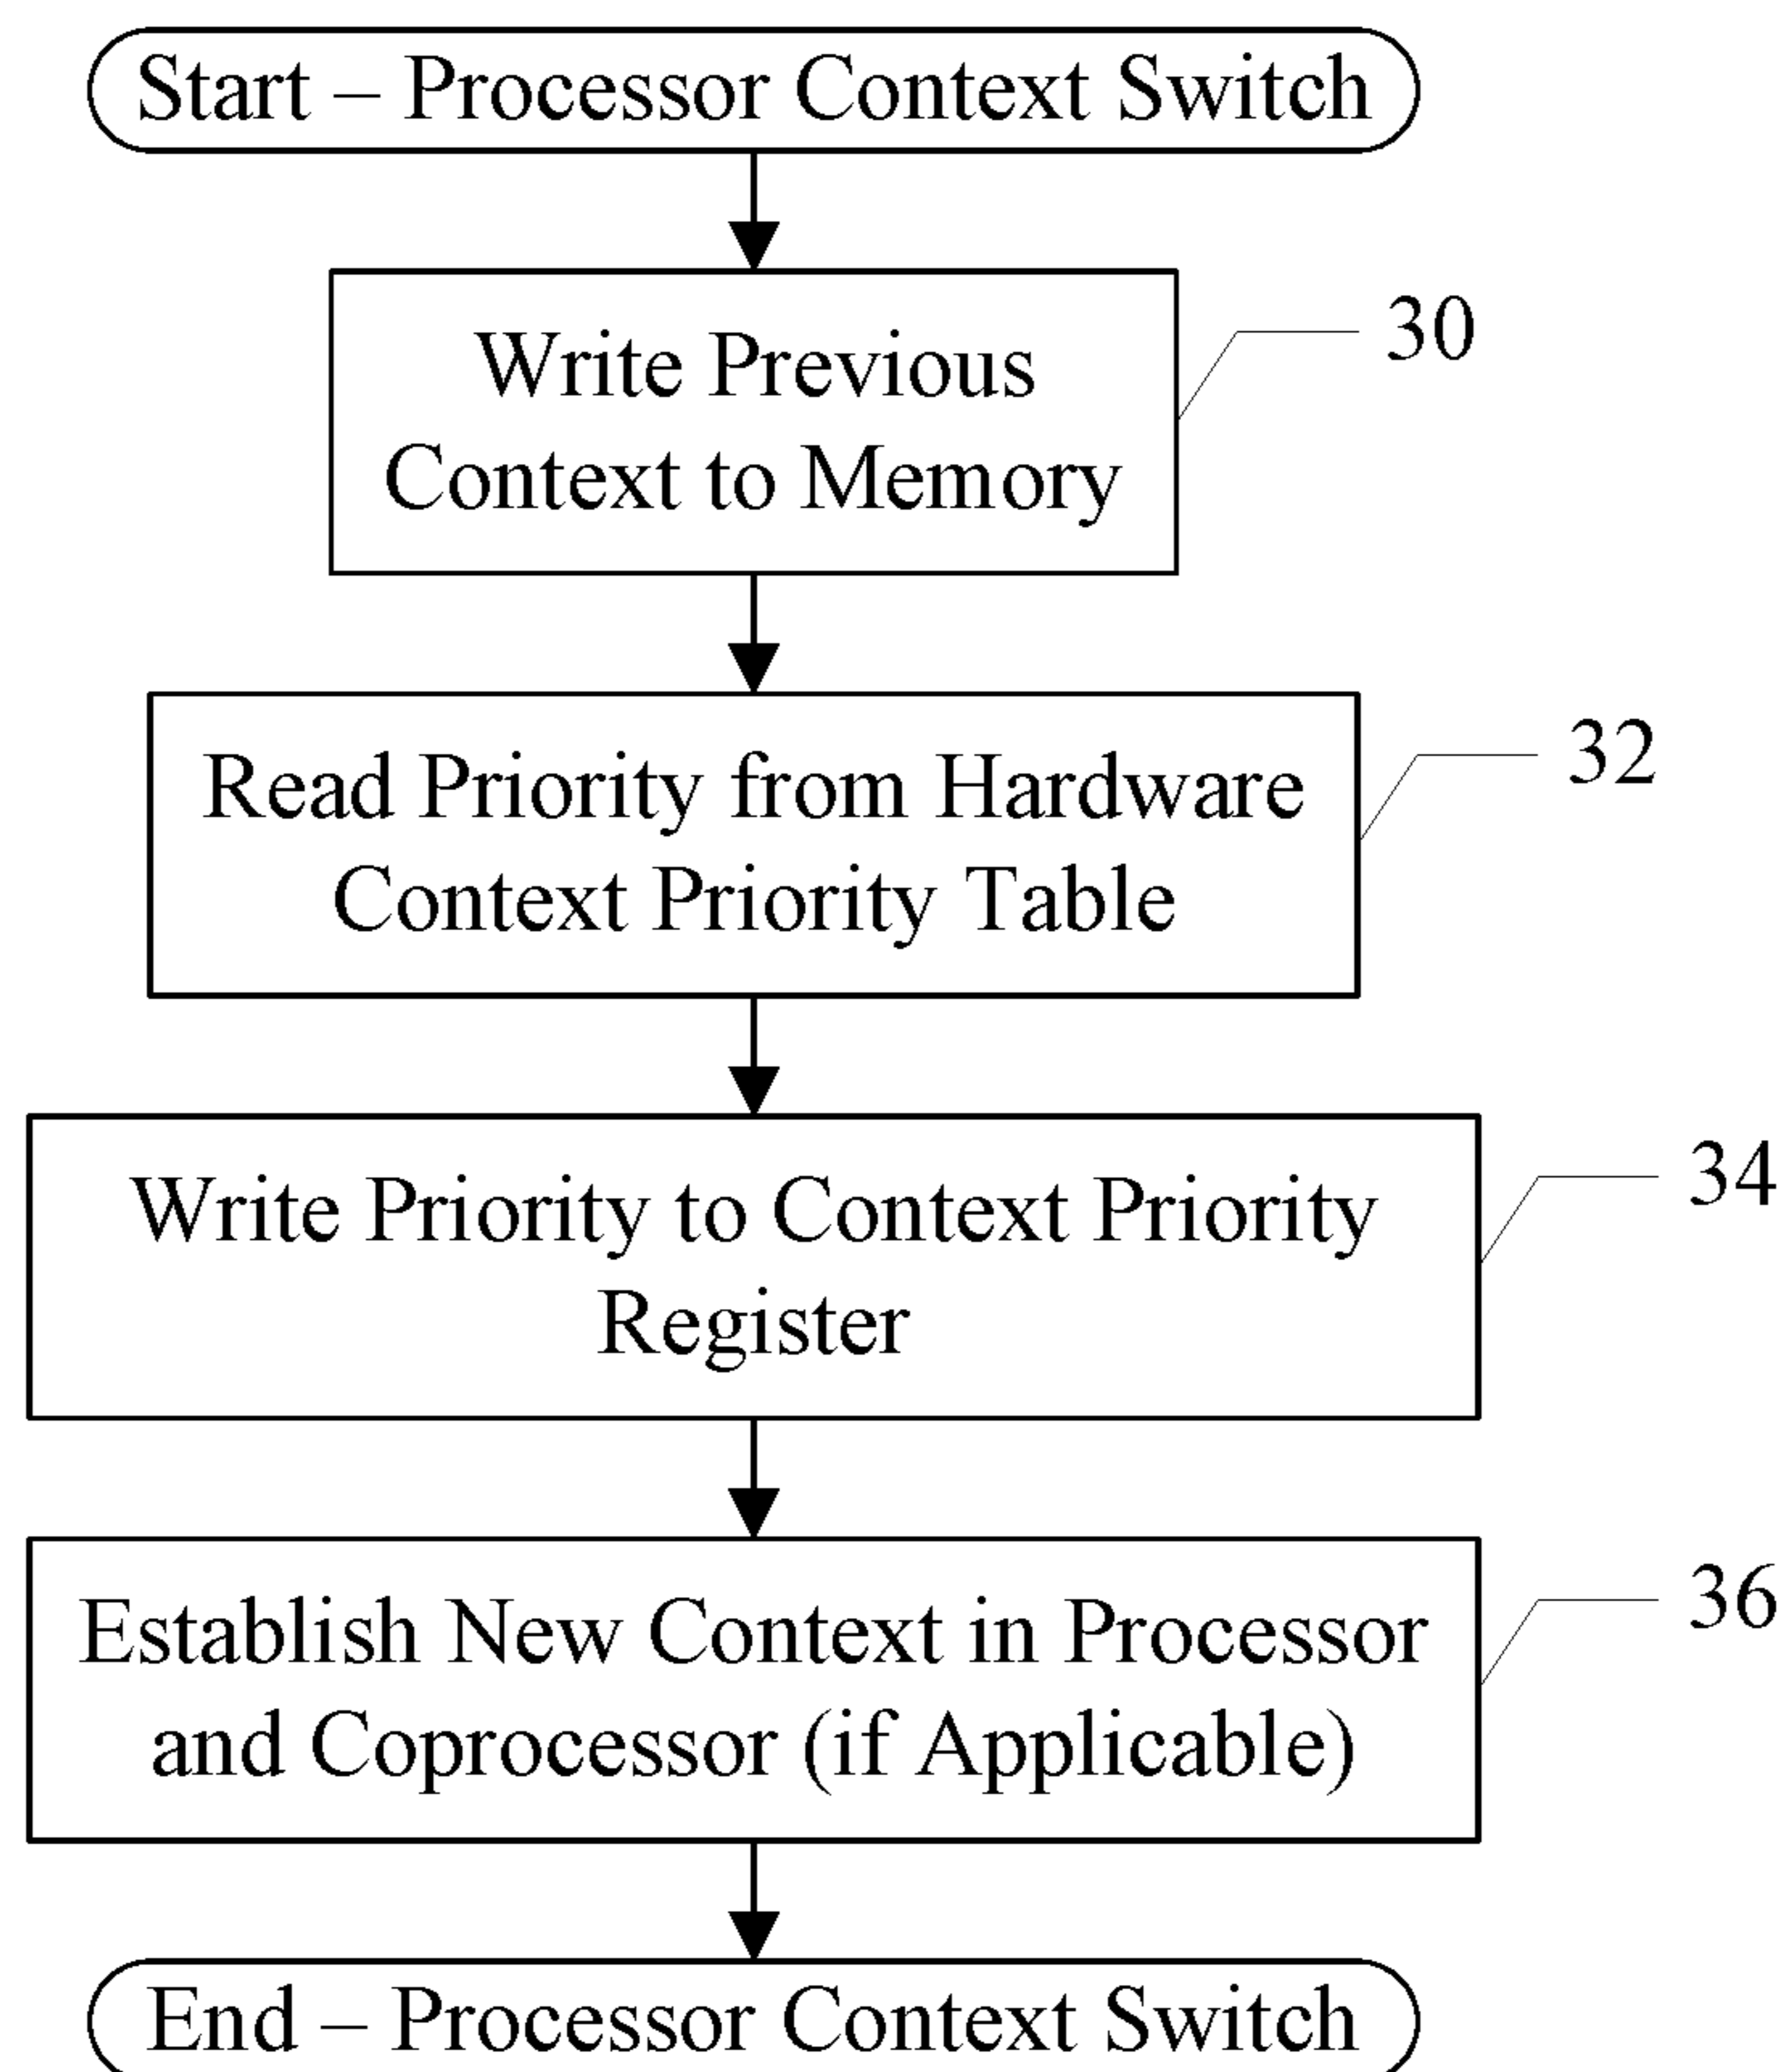 Start – Processor Context Switch
Write Previous
Context to Memory
30
Read Priority from Hardware
Context Priority Table
32
Write Priority to Context Priority
Register
34
Establish New Context in Processor
and Coprocessor (if Applicable)
36
End – Processor Context Switch